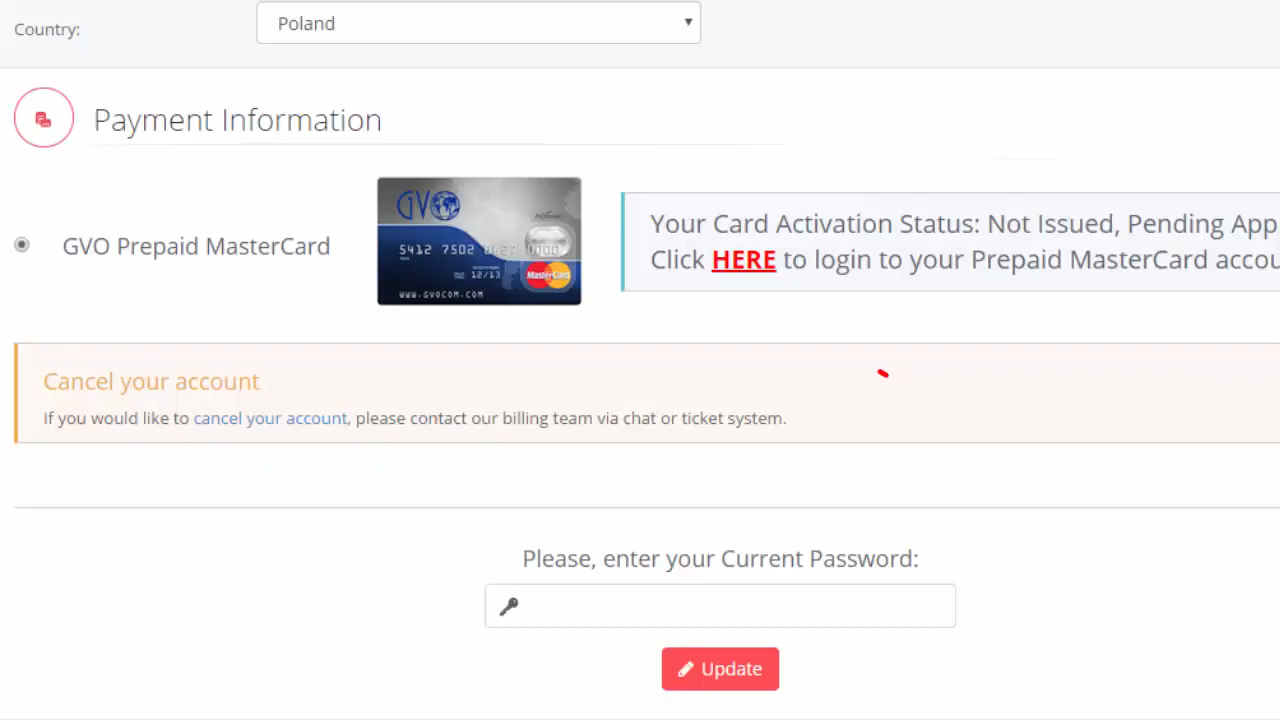 Country:
Poland
Payment Information
GVO Prepaid MasterCard
GVO
5412 7502
12/13
MasterCard
WWW.GVOCOM.COM
Your Card Activation Status: Not Issued, Pending App
Click HERE to login to your Prepaid MasterCard accou
Cancel your account
If you would like to cancel your account, please contact our billing team via chat or ticket system.
Please, enter your Current Password:
Update